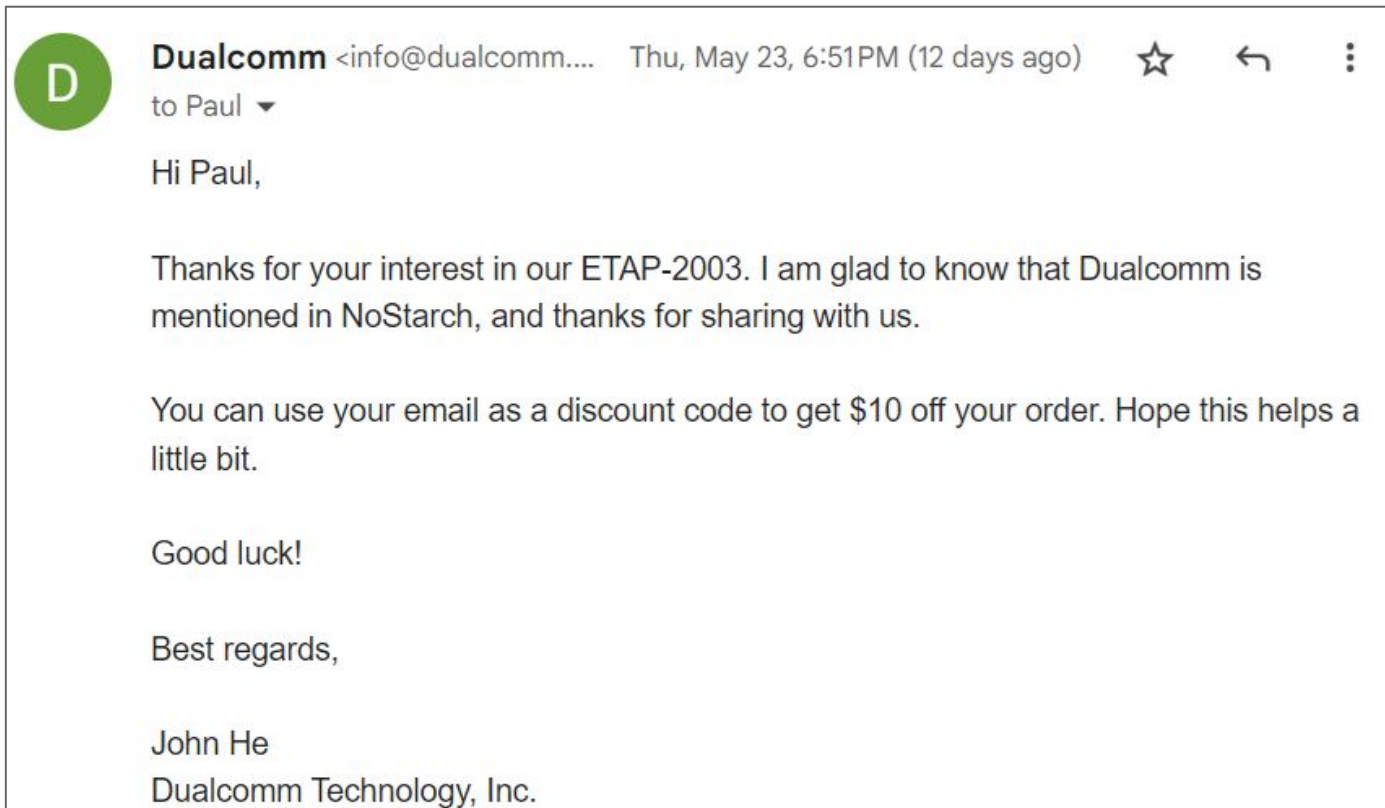 D
Dualcomm <info@dualcomm.... Thu, May 23, 6:51 PM (12 days ago)
to Paul
Hi Paul,
Thanks for your interest in our ETAP-2003. I am glad to know that Dualcomm is
mentioned in NoStarch, and thanks for sharing with us.
You can use your email as a discount code to get $10 off your order. Hope this helps a
little bit.
Good luck!
Best regards,
John He
Dualcomm Technology, Inc.